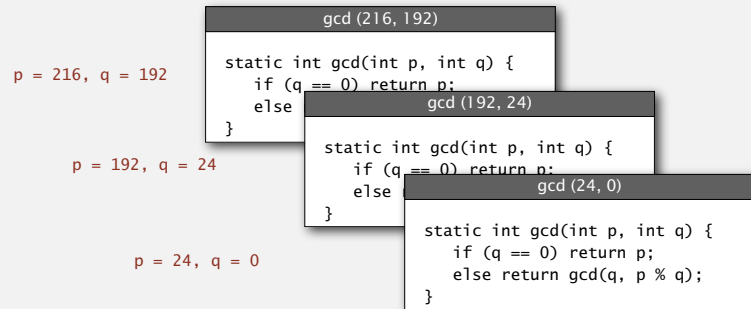 gcd (216, 192)
static int gcd(int p, int q) {
if (q == 0) return p;
else
}
p = 216, q = 192
gcd (192, 24)
static int gcd(int p, int q) {
if (q == 0) return p;
else
}
p = 192, q = 24
gcd (24, 0)
static int gcd(int p, int q) {
if (q == 0) return p;
else return gcd(q, p % q);
}
p = 24, q = 0